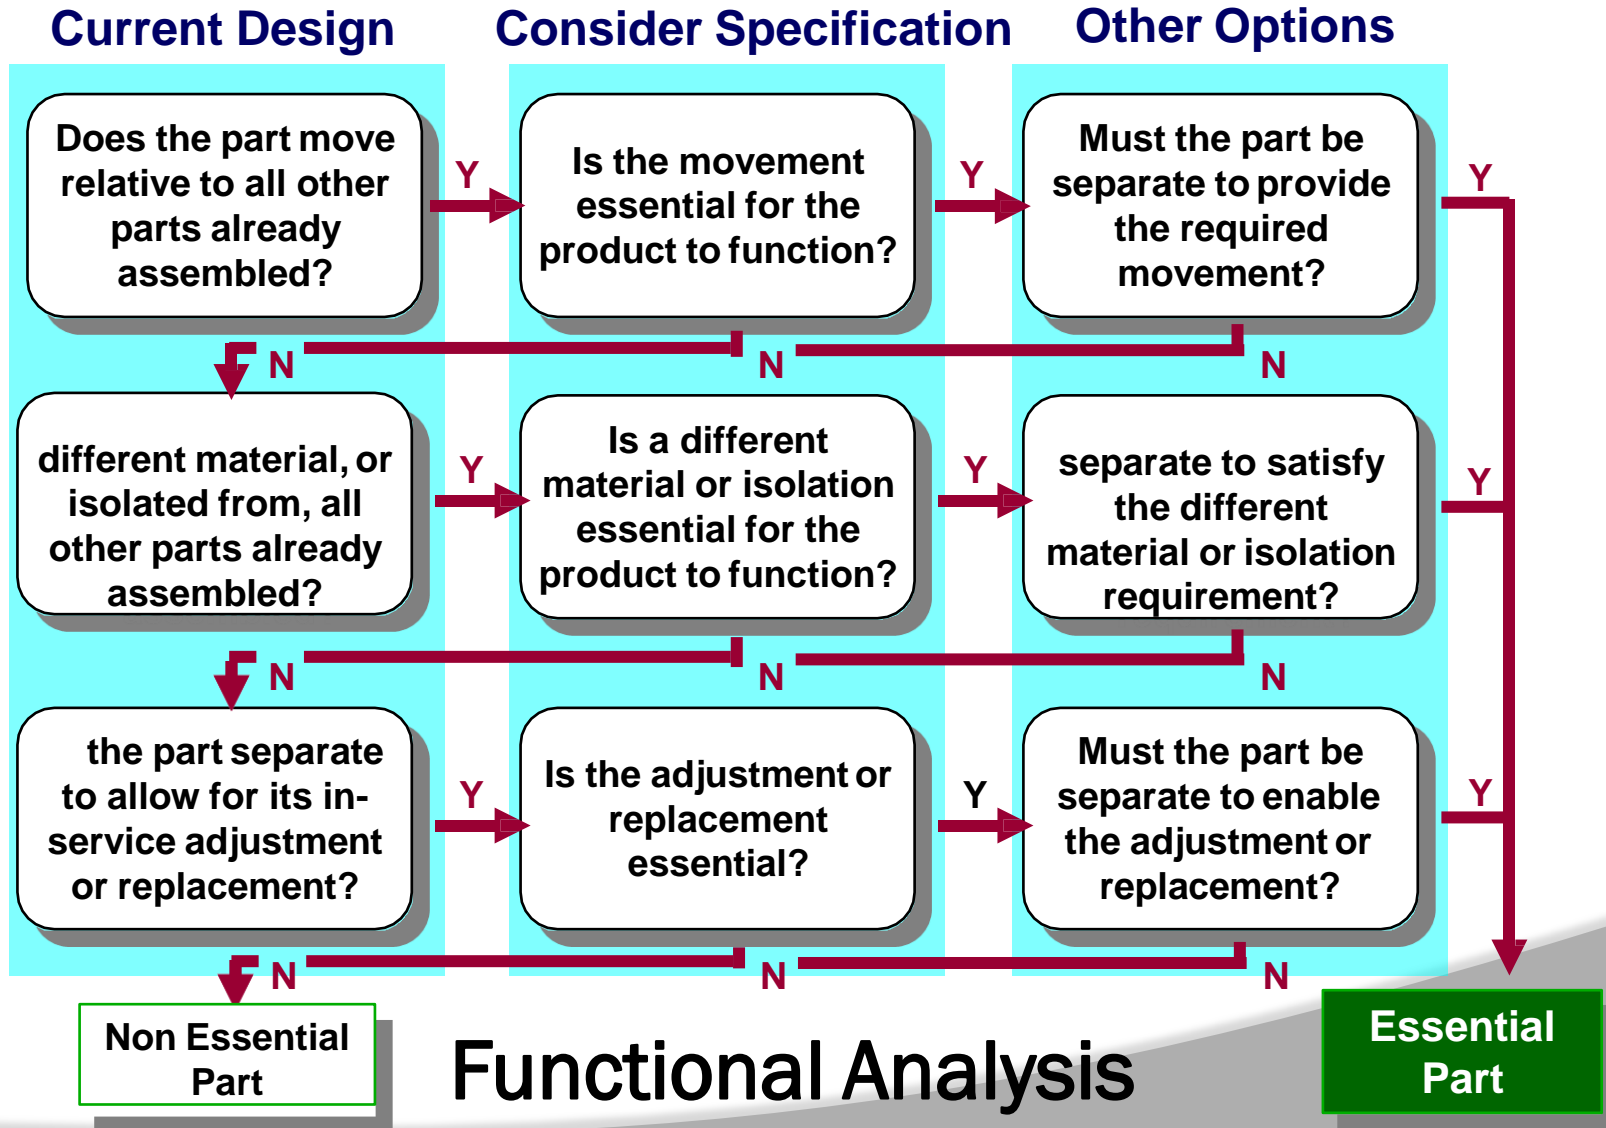 Current Design
Consider Specification
Other Options
Does the part move
relative to all other
parts already
assembled?
Y
Is the movement
essential for the
product to function?
Y
Must the part be
separate to provide
the required
movement?
Y
N
N
N
different material, or
isolated from, all
other parts already
assembled?
Y
Is a different
material or isolation
essential for the
product to function?
Y
separate to satisfy
the different
material or isolation
requirement?
Y
N
N
N
the part separate
to allow for its in-
service adjustment
or replacement?
Y
Is the adjustment or
replacement
essential?
Y
Must the part be
separate to enable
the adjustment or
replacement?
Y
N
N
N
Non Essential
Part
Functional Analysis
Essential
Part